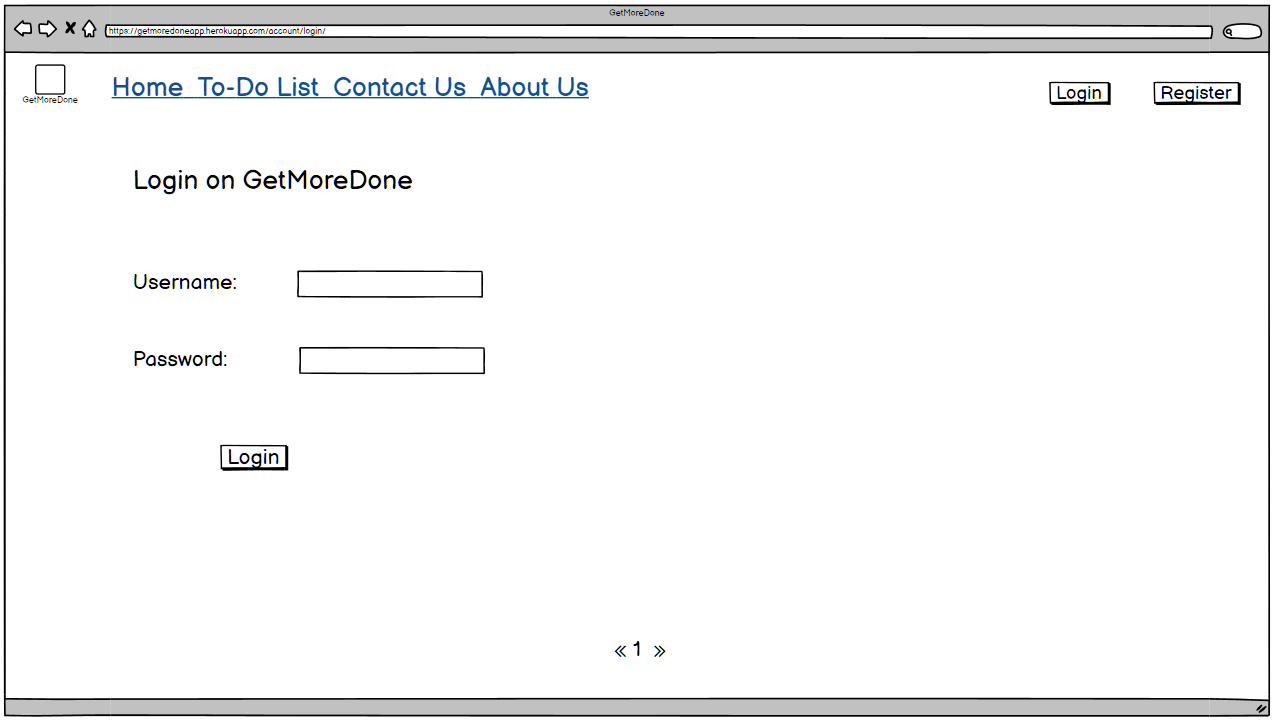 GetMoreDone
https://getmoredoneapp.herokuapp.com/account/login/
GetMoreDone
Home To-Do List Contact Us About Us
Login Register
Login on GetMoreDone
Username:
Password:
Login
« 1 »